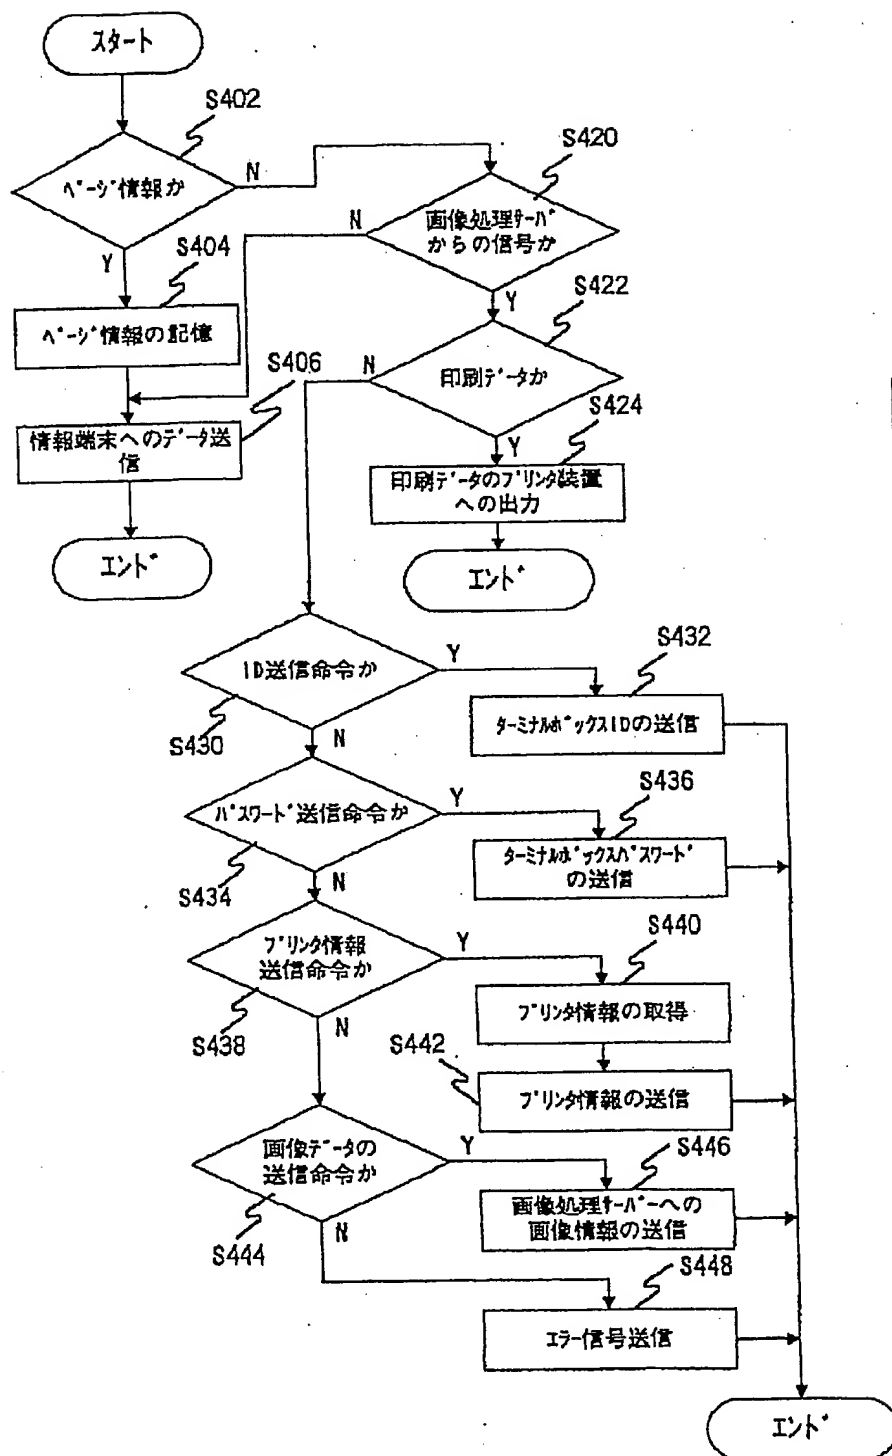 スタート
S402
ページ情報か
N
Y
S404
ページ情報の記憶
S406
情報端末へのデータ送
信
エンド
S420
画像処理サーバ
からの信号か
N
Y
S422
印刷データか
N
Y
S424
印刷データのプリンタ装置
への出力
エンド
ID送信命令か
S430
Y
N
S432
ターミナルボックスIDの送信
パスワード送信命令か
S434
Y
N
S436
ターミナルボックスパスワード
の送信
プリンタ情報
送信命令か
S438
Y
N
S440
プリンタ情報の取得
S442
プリンタ情報の送信
画像データの
送信命令か
S444
Y
N
S446
画像処理サーバーへの
画像情報の送信
S448
エラー信号送信
エンド